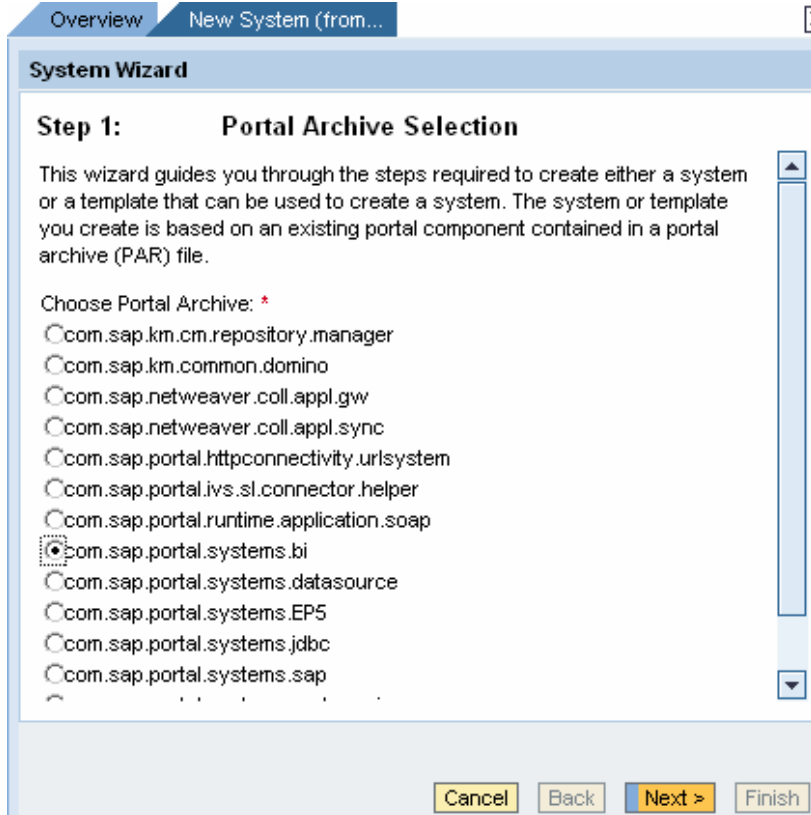 Overview
New System (from...
System Wizard
Step 1: Portal Archive Selection
This wizard guides you through the steps required to create either a system
or a template that can be used to create a system. The system or template
you create is based on an existing portal component contained in a portal
archive (PAR) file.
Choose Portal Archive: *
com.sap.km.cm.repository.manager
com.sap.km.common.domino
com.sap.netweaver.coll.appl.gw
com.sap.netweaver.coll.appl.sync
com.sap.portal.httpconnectivity.urlsystem
com.sap.portal.ivs.sl.connector.helper
com.sap.portal.runtime.application.soap
com.sap.portal.systems.bi
com.sap.portal.systems.datasource
com.sap.portal.systems.EP5
com.sap.portal.systems.jdbc
com.sap.portal.systems.sap
Cancel Back Next > Finish